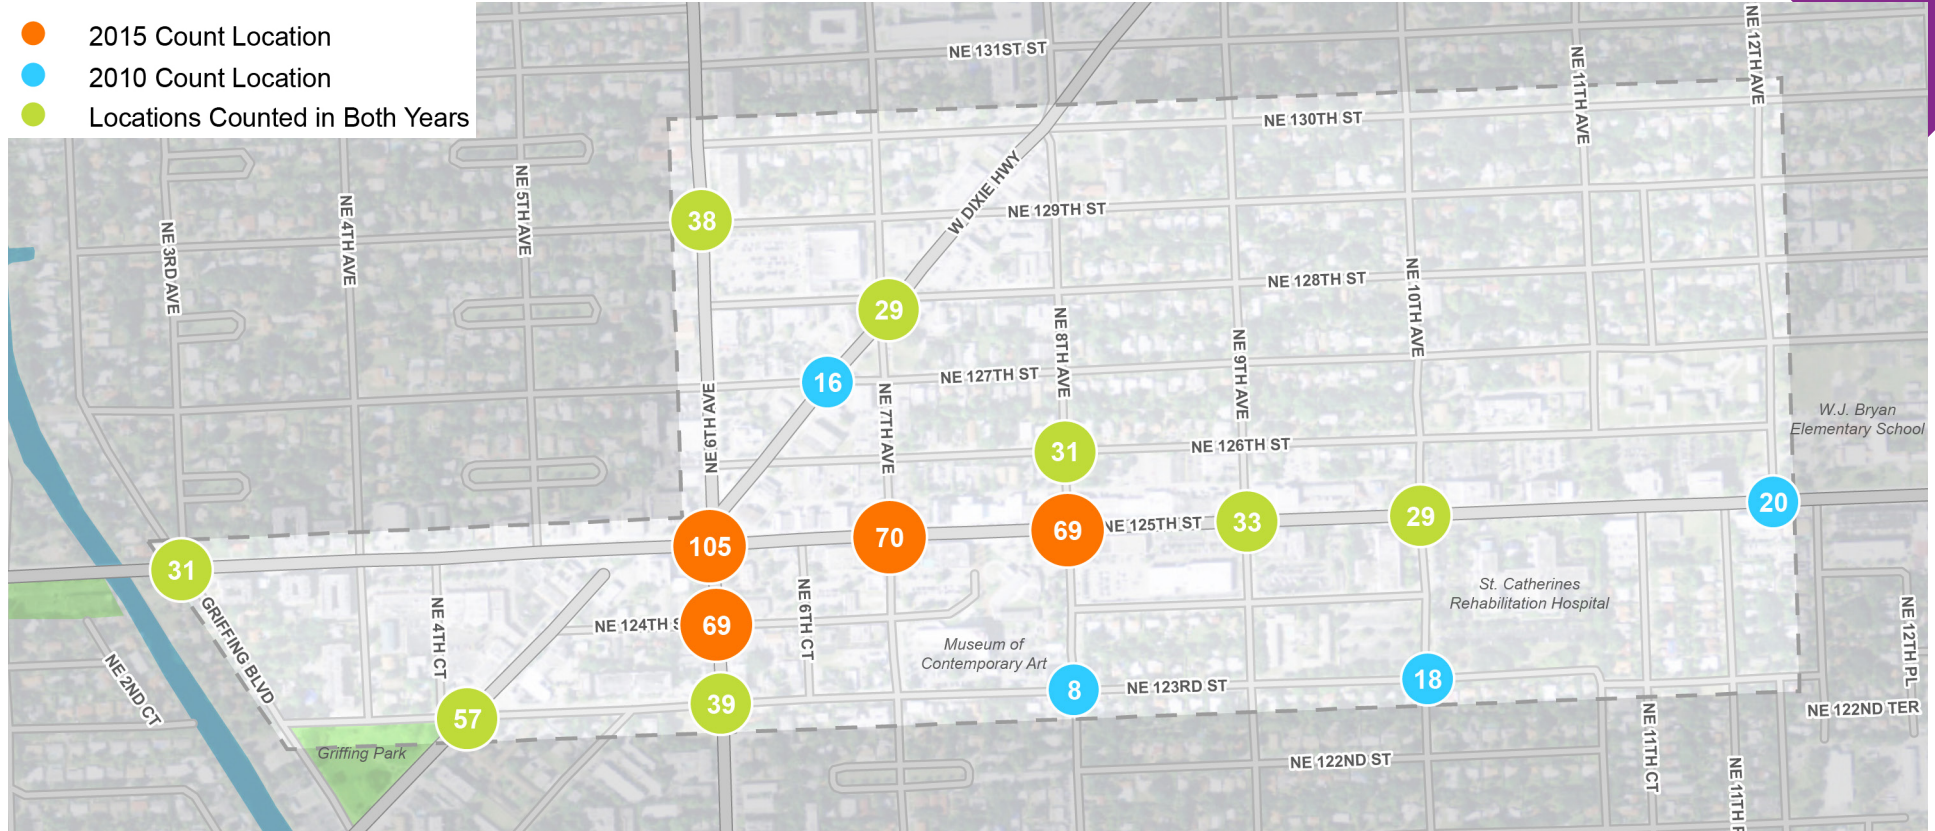 2015 Count Location
2010 Count Location
Locations Counted in Both Years
NE 12TH AVE
NE 131ST ST
NE 11TH AVE
NE 130TH ST
NE 5TH AVE
NE 4TH AVE
NE 3RD AVE
W DIXIE HWY
NE 129TH ST
38
NE 128TH ST
NE 10TH AVE
29
NE 8TH AVE
NE 9TH AVE
16
NE 127TH ST
NE 6TH AVE
NE 7TH AVE
W.J. Bryan
Elementary School
31
NE 126TH ST
20
105
70
69
NE 125TH ST
33
29
31
NE 6TH CT
St. Catherines
Rehabilitation Hospital
NE 4TH CT
GRIFFING BLVD
NE 124TH S
69
NE 12TH PL
Museum of
Contemporary Art
NE 2ND CT
8
NE 123RD ST
18
57
39
NE 122ND TER
Griffing Park
NE 11TH CT
NE 122ND ST
NE 11TH P